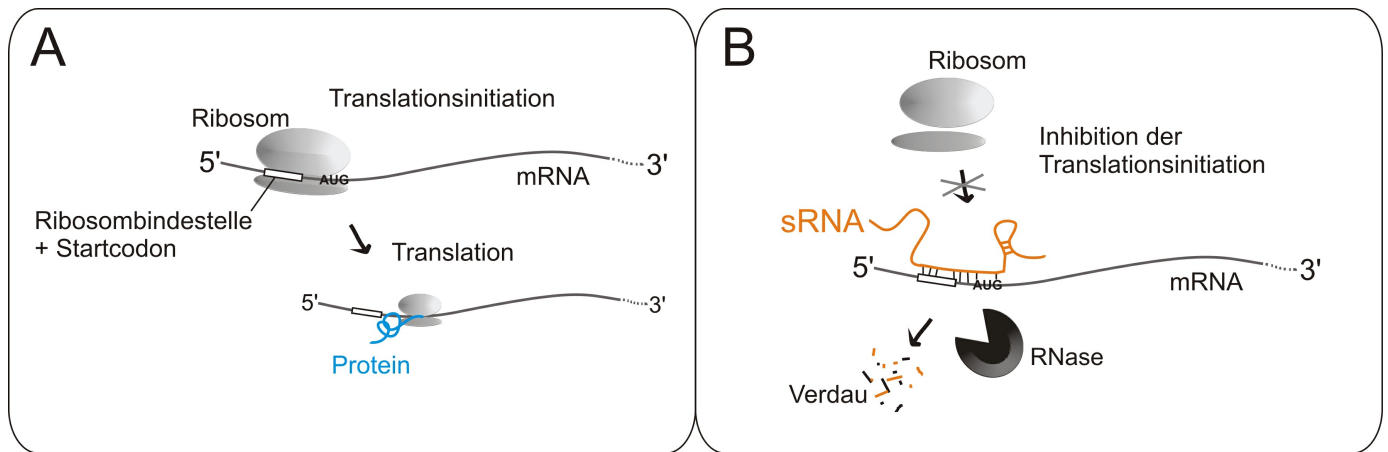 A
Translationsinitiation
Ribosom
5'
AUG
mRNA
3'
Ribosombindestelle
+ Startcodon
Translation
5'
3'
Protein
B
Ribosom
Inhibition der
Translationsinitiation
sRNA
5'
AUG
mRNA
3'
RNase
Verdau